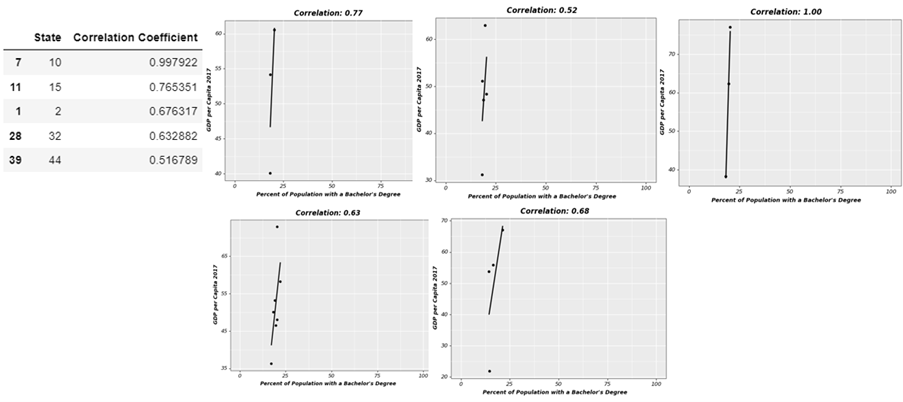 State Correlation Coefficient
7 10 0.997922
11 15 0.765351
1 2 0.676317
28 32 0.632882
39 44 0.516789
Correlation: 0.77
GDP per Capita 2017
60
55
50
45
40
0 25 50 75
Percent of Population with a Bachelor's Degree
Correlation: 0.52
GDP per Capita 2017
60
50
40
30
0 25 50 75 100
Percent of Population with a Bachelor's Degree
Correlation: 1.00
GDP per Capita 2017
70
60
50
40
0 25 50 75 100
Percent of Population with a Bachelor's Degree
Correlation: 0.63
GDP per Capita 2017
65
55
45
35
0 25 50 75 100
Percent of Population with a Bachelor's Degree
Correlation: 0.68
GDP per Capita 2017
70
60
50
40
30
20
0 25 50 75 100
Percent of Population with a Bachelor's Degree